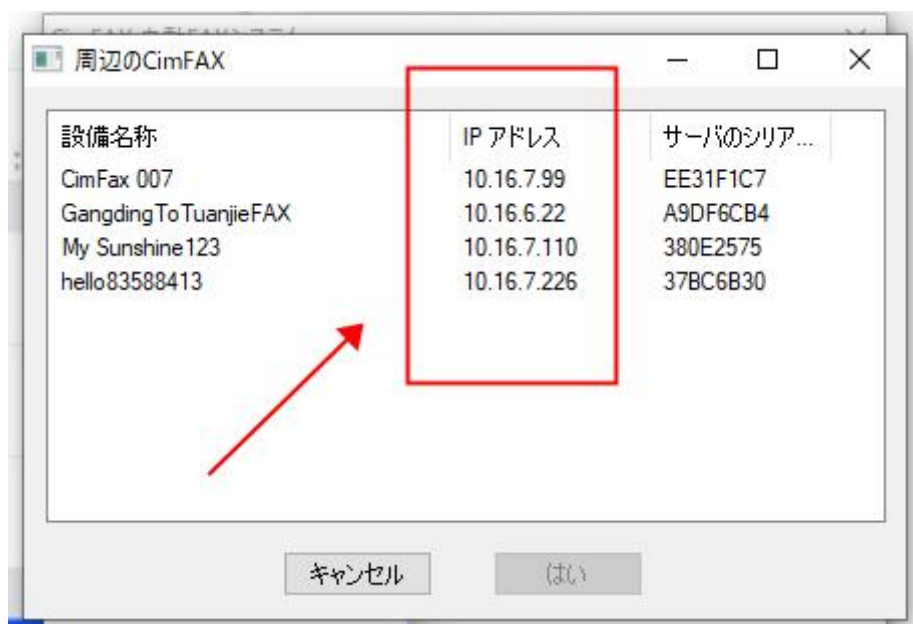 周辺のCimFAX
設備名称 IP アドレス サーバのシリア...
CimFax 007 10.16.7.99 EE31F1C7
GangdingToTuanjieFAX 10.16.6.22 A9DF6CB4
My Sunshine123 10.16.7.110 380E2575
hello83588413 10.16.7.226 37BC6B30
キャンセル はい